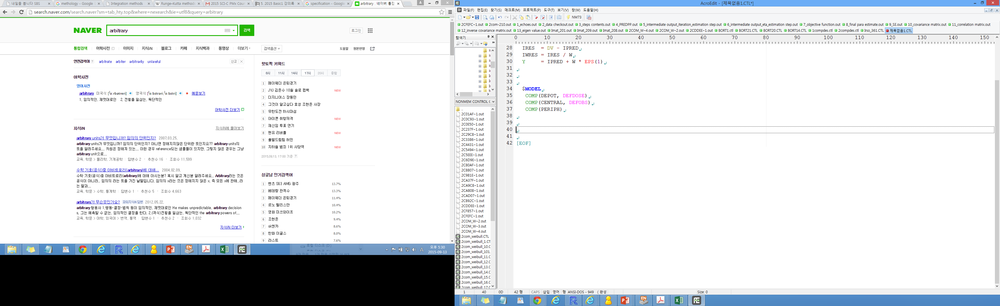 내일을 봅니다 SBS
methology - Google
Integration methods
Runge–Kutta methods
2015 SCI-C PMx Cour
5. 2015 Basic1 강의록
specification - Google
arbitrary : 네이버 통합
search.naver.com/search.naver?sm=tab_hty.top&where=nexearch&ie=utf8&query=arbitrary
NAVER
arbitrary
검색
로그인
통합검색 어학사전 이미지 지식iN 블로그 카페 지식백과 동영상 더보기
검색옵션
도움말 원본반영
연관검색어 ? arbitrate arbiter arbitrarily unlawful
신고
어학사전
영어사전
arbitrary 미국식 [ˈɑ:rbətreri] 영국식 [ˈɑ:bɪtrəri;ˈɑ:bɪtri] 예문보기
1. 임의적인, 제멋대로인 2. 전횡을 일삼는, 독단적인
어학사전 더보기
지식iN
지식iN에 물어보기
arbitrary units가 무엇입니까? 임의의 단위인지? 2007.03.25.
arbitrary units가 무엇입니까? 임의의 단위인지? 아니면 정해지지않은 단위란 뜻인지요?? arbitrary units의
뜻을 알려주세요... 차원은 정해져 있는... 이런 경우 reference되는 샘플들이 있지만, 그렇지 않은 경우는 그냥
arbitrary unit으로...
교육, 학문 > 물리학, 기계공학 답변수 2 · 추천수 16 · 조회수 11,599
수학 기호(공식)중 아비트로리(arbitrary)에 대해... 2004.02.09.
수학 기호(공식)중 아비트로리(arbitrary)에 대해 아시는분? 혹시 알고 계신분 알려주세요.. Arbitrary라는 것은
공식이 아니라.. 임의의 라는 뜻을 가진 낱말입니다. 임의의 x라는 것은 정해지지 않은 x, 즉 모든 x에 관해..라
는 말과...
교육, 학문 > 수학, 통계학 답변수 1 · 추천수 5 · 조회수 4,663
arbitrary가 무슨뜻인가요? 파워지식iN 답변 2012.05.22.
arbitrary 형용사 1.행동·결정·법칙 등이 임의적인, 제멋대로인 He makes unpredictable, arbitrary decision
s, 그는 예측할 수 없는, 임의적인 결정을 한다. 2.(격식)전횡을 일삼는, 독단적인 the arbitrary powers of...
교육, 학문 > 어학, 외국어 > 번역, 통역 답변수 1 · 추천수 2 · 조회수 1,032
지식iN 더보기
핫토픽 키워드
8시 11시 14시 17시 20시 종합
1 메이웨더 은퇴경기
2 JYJ 김준수 10월 솔로 컴백 NEW
3 더지니어스 장동민
4 그것이 알고싶다 효성 조현준 사장
5 무한도전 하시마섬
6 아이콘 취향저격 NEW
7 재신임 투표 연기
8 맨유 리버풀 NEW
9 출발드림팀 허민
10 지하철 범죄 1위 사당역 NEW
2015.09.13. 17:00 기준 ?
싱글남 인기검색어
1 벤츠 S63 AMG 광주 13.7%
2 베테랑 관객수 13.3%
3 메이웨더 은퇴경기 11.4%
4 르노 탈리스만 10.4%
5 영화 미쓰와이프 10.2%
6 조현준 9.4%
7 sk엔카 8.6%
8 한화 이글스 8.0%
9 라스트 7.6%
로컬 디스크 (D:)
A
오후 5:30
2015-09-13
AcroEdit - [제목없음1.CTL*]
파일(F) 편집(E) 찾기(S) 매크로(M) 프로젝트(P) 도구(T) 보기(V) 창(W) 도움말(H)
NM73
2CFEFC~1.out 2com-210.out 1_echoes.out 2_data checkout.out 3_steps contents.out 4_PREDPP.out 5_intermediate output_iteration_estimation step.out 6_intermediate output_eta_estimation step.out 7_objective function.out 8_final para estimate.out 9_SE.out 10_covariance matrix.out 11_correlation matrix.out
12_inverse covariance matrix.out 13_eigen value.out Imat_201.out Imat_209.out Imat_208.out 2COM_W~4.out 2COM_W~2.out 2CDDEE~1.out BORT1.ctl BORT21.CTL BORT20.CTL BORT14.CTL 1compdes.ctl 2compdes.ctl Irso_361.CTL 제목없음1.CTL
탐색기
NONMEM CONTROL (
..
2C01AF~1.out
2C0C93~1.out
2C0E50~1.out
2C237F~1.out
2C29C8~1.out
2C3386~1.out
2C4431~1.out
2C5494~1.out
2C5EEE~1.out
2C6D9E~1.out
2C80AF~1.out
2C8807~1.out
2C981E~1.out
2CA37F~1.out
2CA9C8~1.out
2CAB08~1.out
2CAD07~1.out
2CB92C~1.out
2CDDEE~1.out
2CF857~1.out
2CFEFC~1.out
2COM_W~2.out
2COM_W~3.out
2COM_W~4.out
2com_weibull.CTL
2com_weibull_1.CT
2com_weibull_10.C
2com_weibull_101.
2com_weibull_11.C
2com_weibull_12.C
2com_weibull_13.C
2com_weibull_14.C
2com_weibull_15.C
2com_weibull_16.C
2com_weibull_17.C
0 10 20 30 40 50 60 70 80 90 100 110 120 130 140 150
28 IRES = DV - IPRED
29 IWRES = IRES / W
30 Y = IPRED + W * EPS(1)
31
32
33
34 $MODEL
35 COMP(DEPOT, DEFDOSE)
36 COMP(CENTRAL, DEFOBS)
37 COMP(PERIPH)
38
39
40
41
42 [EOF]
1 40 0D 42 행 CAPS 삽입 영어 행 ANSI-DOS - 949 ( 완성 Size: 0